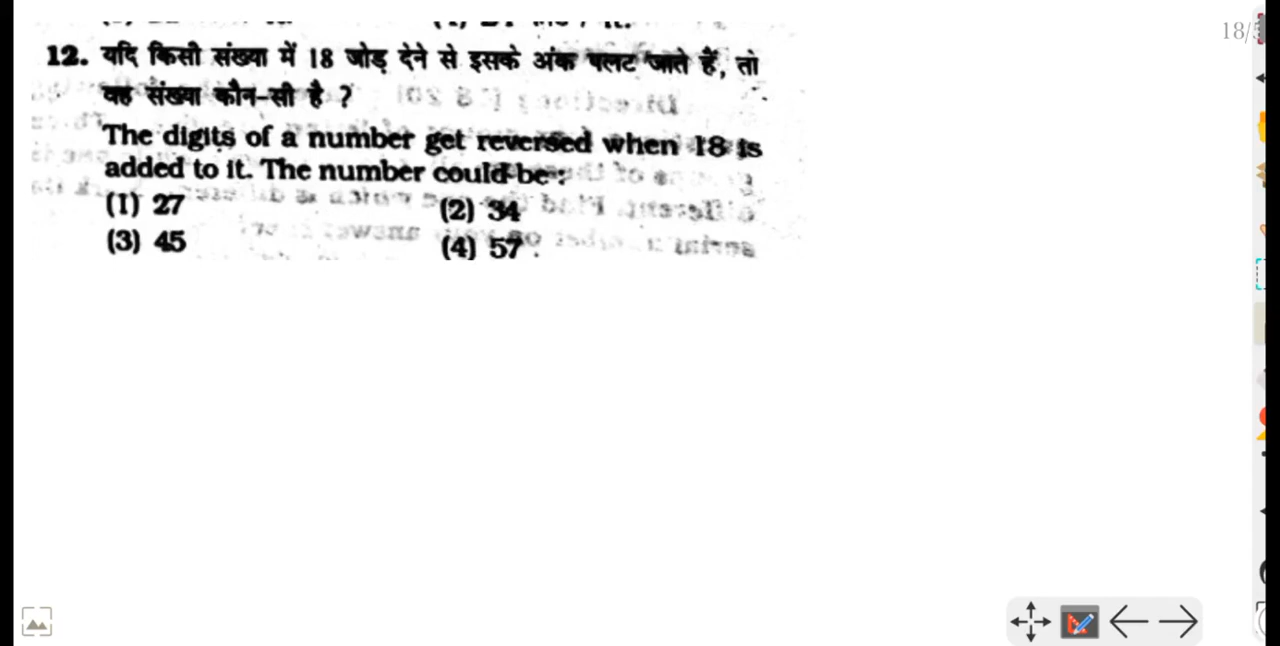 18/
12. यदि किसी संख्या में 18 जोड़ देने से इसके अंक पलट जाते हैं, तो
वह संख्या कौन-सी है ?
The digits of a number get reversed when 18 is
added to it. The number could be :
(1) 27 (2) 34
(3) 45 (4) 57